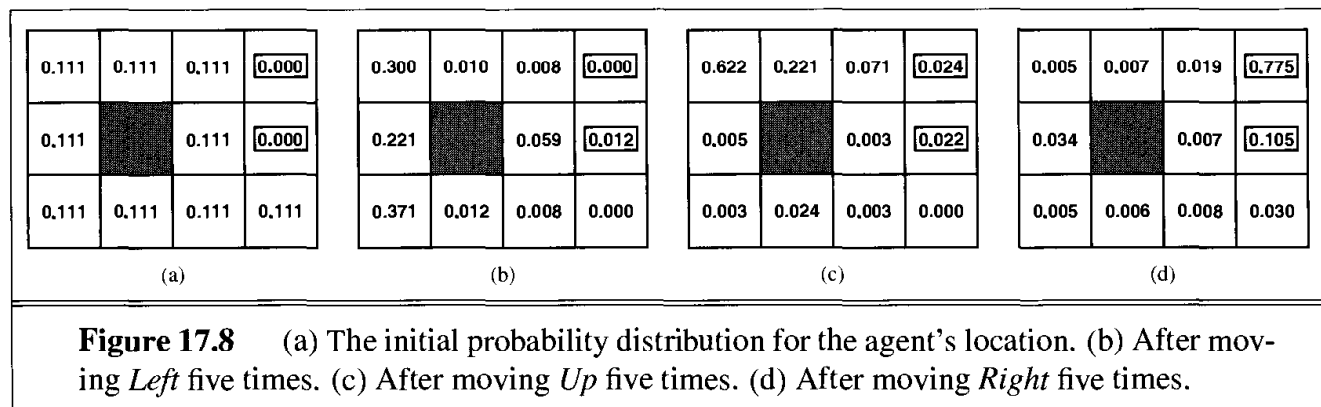 0.111 0.111 0.111 0.000 0.300 0.010 0.008 0.000 0.622 0.221 0.071 0.024 0.005 0.007 0.019 0.775
0.111 0.111 0.000 0.221 0.059 0.012 0.005 0.003 0.022 0.034 0.007 0.105
0.111 0.111 0.111 0.111 0.371 0.012 0.008 0.000 0.003 0.024 0.003 0.000 0.005 0.006 0.008 0.030
(a) (b) (c) (d)
Figure 17.8 (a) The initial probability distribution for the agent's location. (b) After mov-
ing Left five times. (c) After moving Up five times. (d) After moving Right five times.